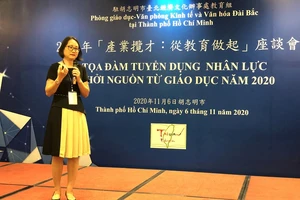 駐胡志明市臺北經濟文化辦事處教育組
Phòng giáo dục-Văn phòng Kinh tế và Văn hóa Đài Bắc
tại Thành phố Hồ Chí Minh
年「產業攬才：從教育做起」座談會
TỌA ĐÀM TUYỂN DỤNG NHÂN LỰC
KHỞI NGUỒN TỪ GIÁO DỤC NĂM 2020
2020年11月6日胡志明市
Thành phố Hồ Chí Minh, ngày 6/11 năm 2020